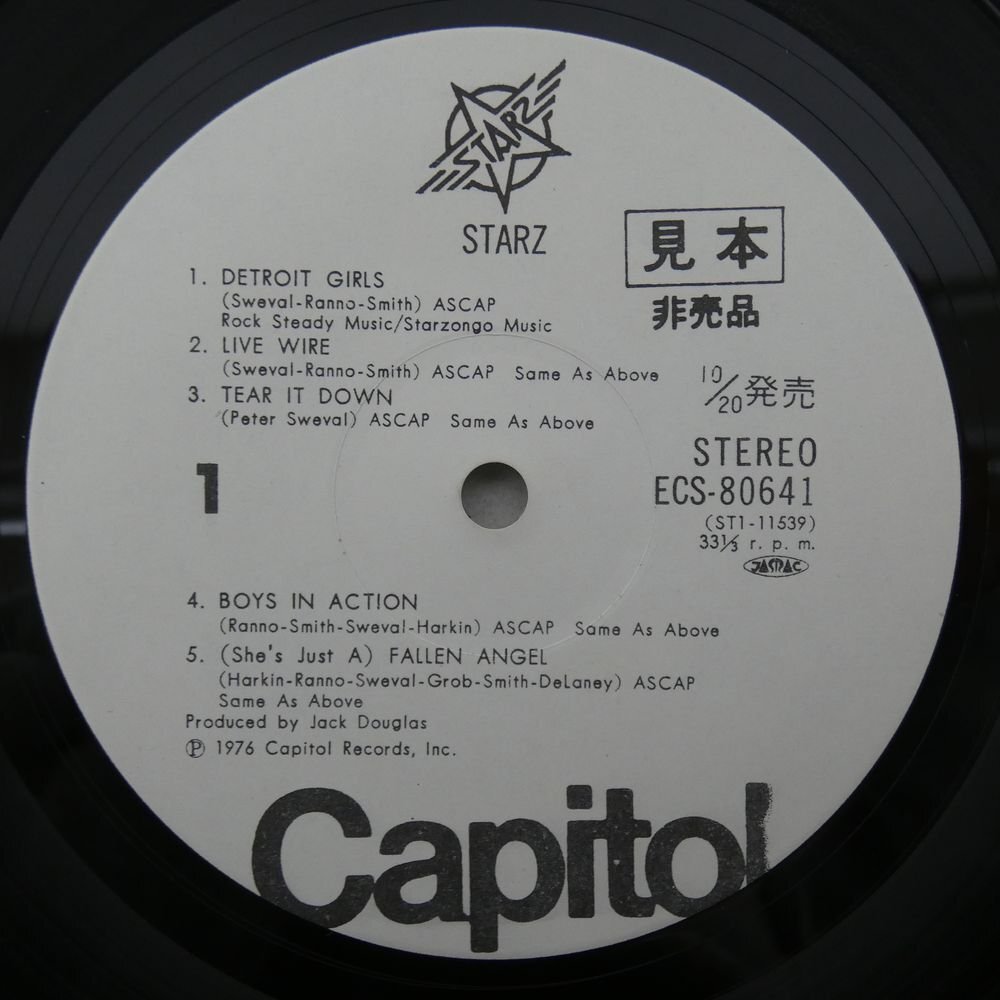 STARZ
STARZ
見本
非売品
1. DETROIT GIRLS
(Sweval-Ranno-Smith) ASCAP
Rock Steady Music/Starzongo Music
2. LIVE WIRE
(Sweval-Ranno-Smith) ASCAP Same As Above
3. TEAR IT DOWN
(Peter Sweval) ASCAP Same As Above
10/20発売
1
STEREO
ECS-80641
(ST1-11539)
33⅓ r. p. m.
JASRAC
4. BOYS IN ACTION
(Ranno-Smith-Sweval-Harkin) ASCAP Same As Above
5. (She's Just A) FALLEN ANGEL
(Harkin-Ranno-Sweval-Grob-Smith-DeLaney) ASCAP
Same As Above
Produced by Jack Douglas
℗ 1976 Capitol Records, Inc.
Capitol